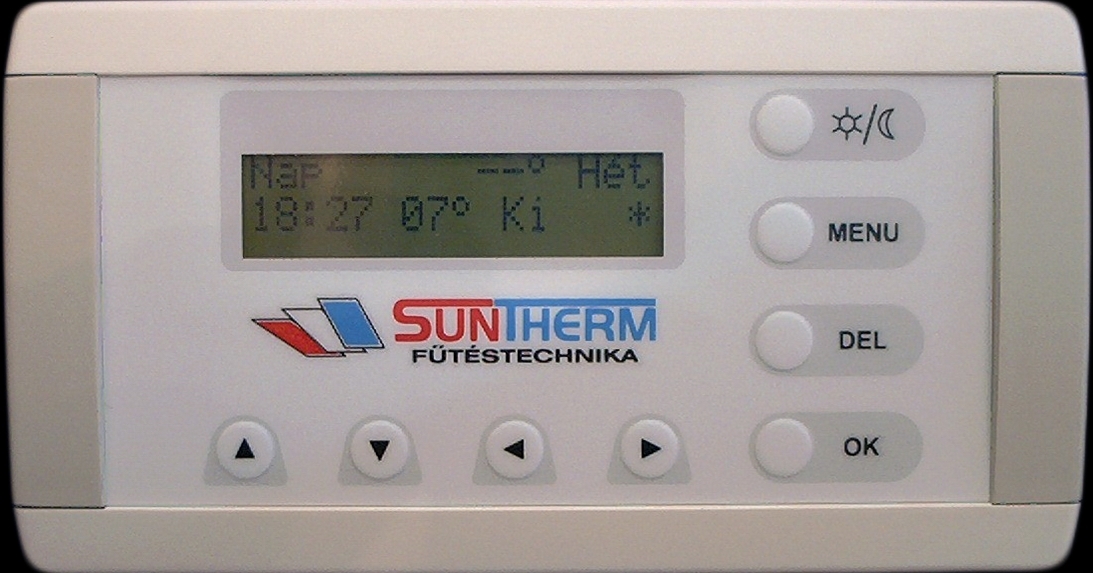 Nap --° Hét
18:27 07° Ki *
MENU
SUNTHERM
FŰTÉSTECHNIKA
DEL
OK